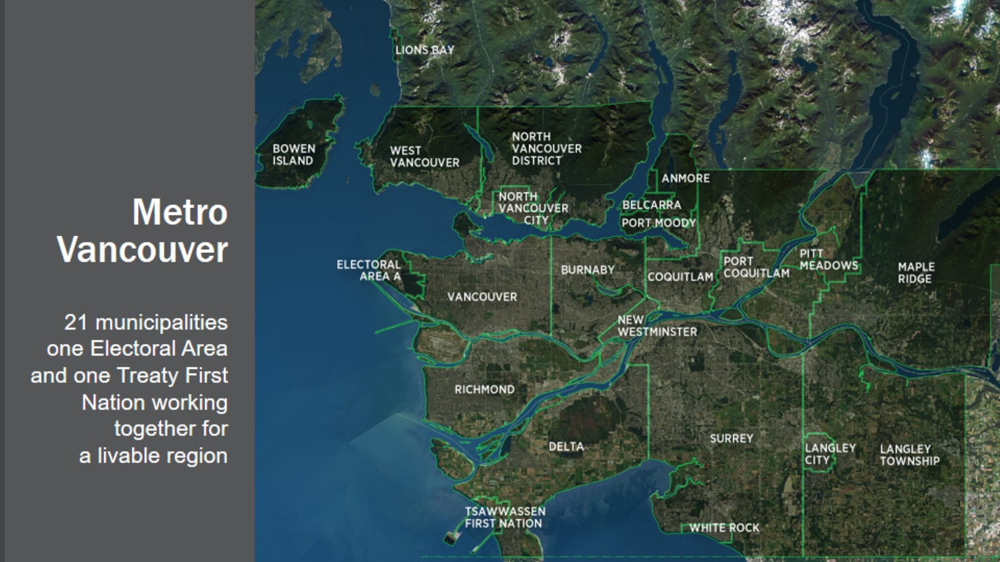 Metro
Vancouver
21 municipalities
one Electoral Area
and one Treaty First
Nation working
together for
a livable region
LIONS BAY
BOWEN
ISLAND
WEST
VANCOUVER
NORTH
VANCOUVER
DISTRICT
NORTH
VANCOUVER
CITY
ANMORE
BELCARRA
PORT MOODY
ELECTORAL
AREA A
VANCOUVER
BURNABY
COQUITLAM
PORT
COQUITLAM
PITT
MEADOWS
MAPLE
RIDGE
NEW
WESTMINSTER
RICHMOND
DELTA
SURREY
LANGLEY
CITY
LANGLEY
TOWNSHIP
TSAWWASSEN
FIRST NATION
WHITE ROCK